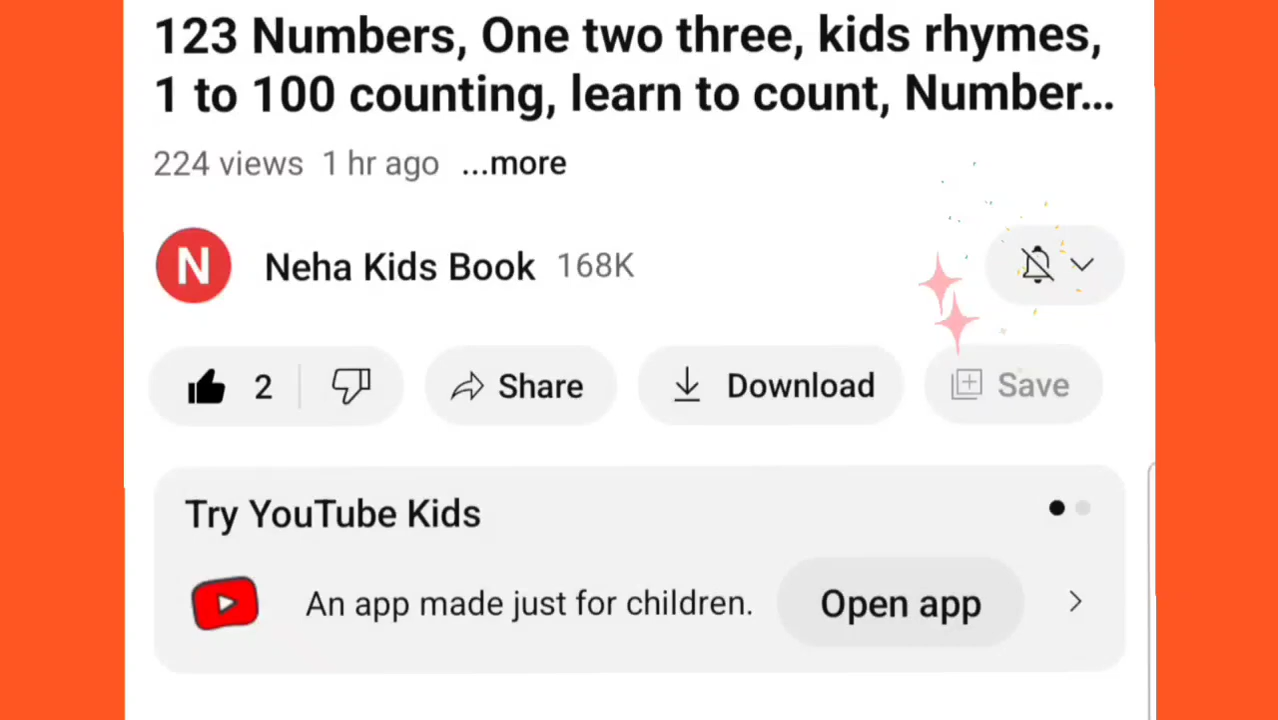 123 Numbers, One two three, kids rhymes,
1 to 100 counting, learn to count, Number...
224 views 1 hr ago ...more
N Neha Kids Book 168K
2 Share Download Save
Try YouTube Kids
An app made just for children. Open app